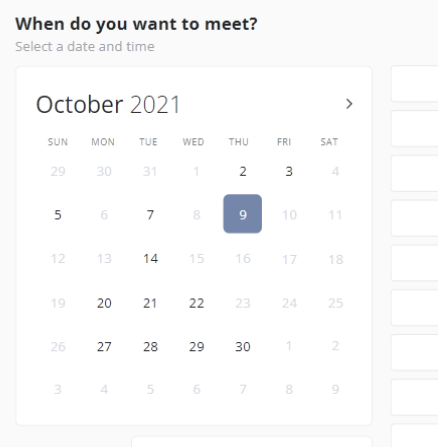 When do you want to meet?
Select a date and time
October 2021
SUN MON TUE WED THU FRI SAT
29 30 31 1 2 3 4
5 6 7 8 9 10 11
12 13 14 15 16 17 18
19 20 21 22 23 24 25
26 27 28 29 30 1 2
3 4 5 6 7 8 9